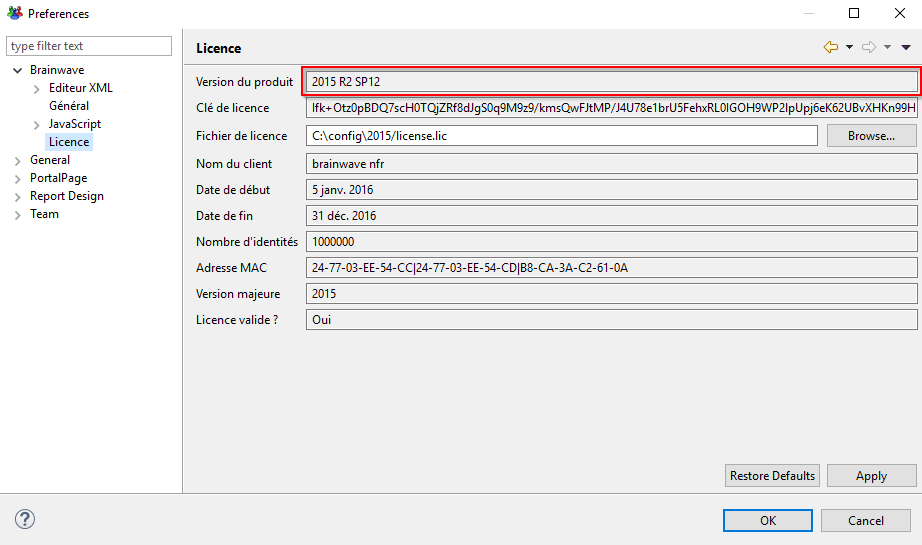 Preferences
type filter text
Brainwave
Editeur XML
Général
JavaScript
Licence
General
PortalPage
Report Design
Team
Licence
Version du produit 2015 R2 SP12
Clé de licence lfk+Otz0pBDQ7scH0TQjZRf8dJgS0q9M9z9/kmsQwFJtMP/J4U78e1brU5FehxRL0IGOH9WP2IpUpj6eK62UBvXHKn99H
Fichier de licence C:\config\2015/license.lic Browse...
Nom du client brainwave nfr
Date de début 5 janv. 2016
Date de fin 31 déc. 2016
Nombre d'identités 1000000
Adresse MAC 24-77-03-EE-54-CC|24-77-03-EE-54-CD|B8-CA-3A-C2-61-0A
Version majeure 2015
Licence valide ? Oui
Restore Defaults Apply
? OK Cancel